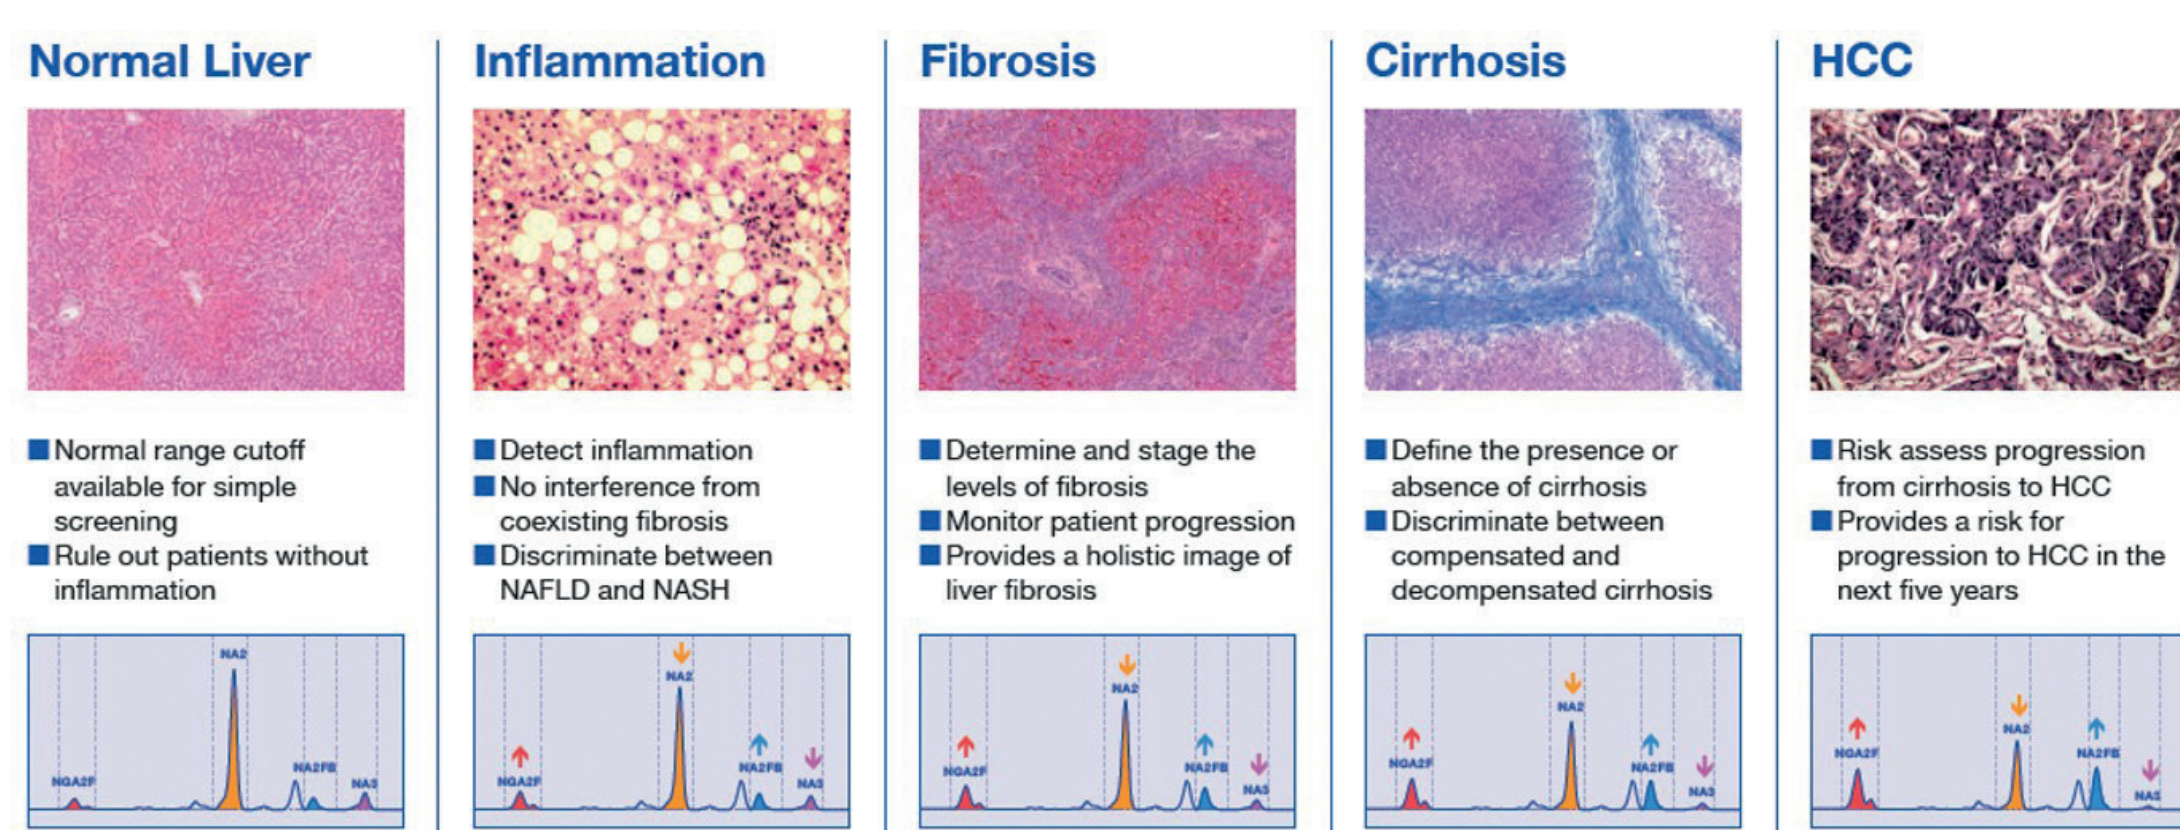 Normal Liver
Normal range cutoff
available for simple
screening
Rule out patients without
inflammation
NGA2F
NA2
NA2FB
NA3
Inflammation
Detect inflammation
No interference from
coexisting fibrosis
Discriminate between
NAFLD and NASH
NGA2F
NA2
NA2FB
NA3
Fibrosis
Determine and stage the
levels of fibrosis
Monitor patient progression
Provides a holistic image of
liver fibrosis
NGA2F
NA2
NA2FB
NA3
Cirrhosis
Define the presence or
absence of cirrhosis
Discriminate between
compensated and
decompensated cirrhosis
NGA2F
NA2
NA2FB
NA3
HCC
Risk assess progression
from cirrhosis to HCC
Provides a risk for
progression to HCC in the
next five years
NGA2F
NA2
NA2FB
NA3